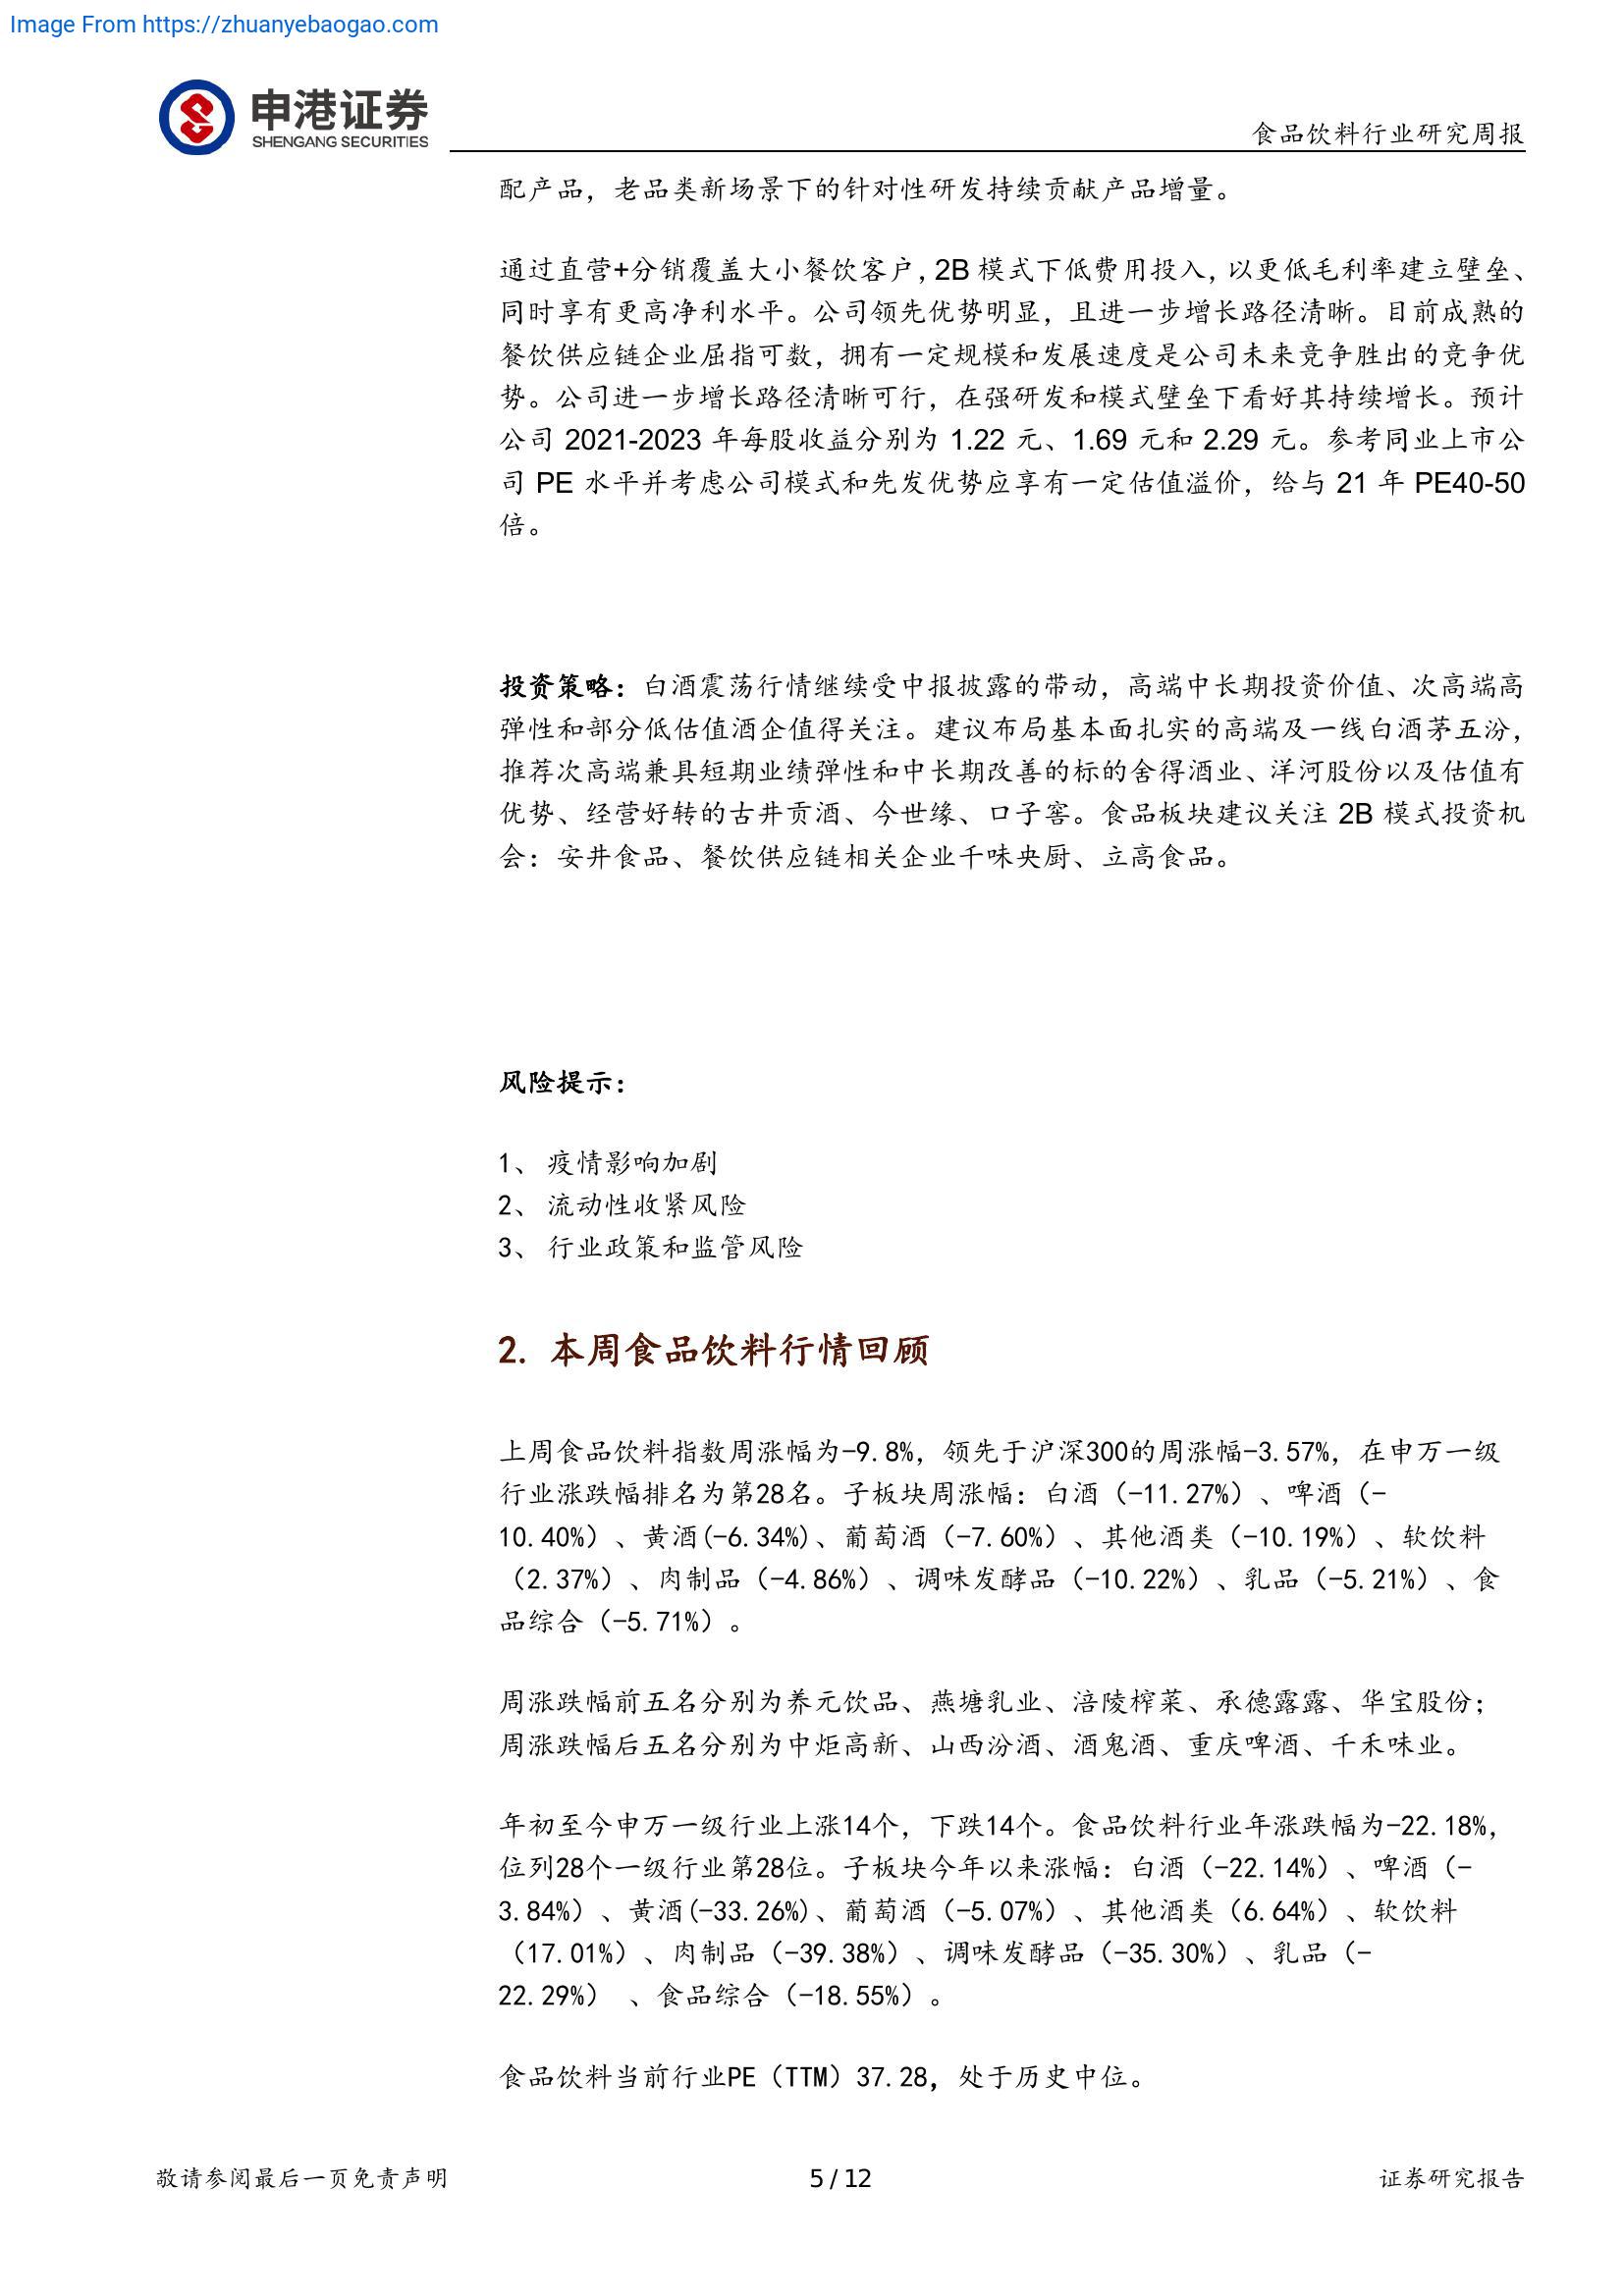 Image From https://zhuanyebaogao.com
申港证券
SHENGANG SECURITIES
食品饮料行业研究周报
配产品，老品类新场景下的针对性研发持续贡献产品增量。
通过直营+分销覆盖大小餐饮客户，2B 模式下低费用投入，以更低毛利率建立壁垒、
同时享有更高净利水平。公司领先优势明显，且进一步增长路径清晰。目前成熟的
餐饮供应链企业屈指可数，拥有一定规模和发展速度是公司未来竞争胜出的竞争优
势。公司进一步增长路径清晰可行，在强研发和模式壁垒下看好其持续增长。预计
公司 2021-2023 年每股收益分别为 1.22 元、1.69 元和 2.29 元。参考同业上市公
司 PE 水平并考虑公司模式和先发优势应享有一定估值溢价，给与 21 年 PE40-50
倍。
投资策略：白酒震荡行情继续受中报披露的带动，高端中长期投资价值、次高端高
弹性和部分低估值酒企值得关注。建议布局基本面扎实的高端及一线白酒茅五汾，
推荐次高端兼具短期业绩弹性和中长期改善的标的舍得酒业、洋河股份以及估值有
优势、经营好转的古井贡酒、今世缘、口子窖。食品板块建议关注 2B 模式投资机
会：安井食品、餐饮供应链相关企业千味央厨、立高食品。
风险提示：
1、 疫情影响加剧
2、 流动性收紧风险
3、 行业政策和监管风险
2. 本周食品饮料行情回顾
上周食品饮料指数周涨幅为-9.8%，领先于沪深300的周涨幅-3.57%，在申万一级
行业涨跌幅排名为第28名。子板块周涨幅：白酒（-11.27%）、啤酒（-
10.40%）、黄酒(-6.34%)、葡萄酒（-7.60%）、其他酒类（-10.19%）、软饮料
（2.37%）、肉制品（-4.86%）、调味发酵品（-10.22%）、乳品（-5.21%）、食
品综合（-5.71%）。
周涨跌幅前五名分别为养元饮品、燕塘乳业、涪陵榨菜、承德露露、华宝股份；
周涨跌幅后五名分别为中炬高新、山西汾酒、酒鬼酒、重庆啤酒、千禾味业。
年初至今申万一级行业上涨14个，下跌14个。食品饮料行业年涨跌幅为-22.18%，
位列28个一级行业第28位。子板块今年以来涨幅：白酒（-22.14%）、啤酒（-
3.84%）、黄酒(-33.26%)、葡萄酒（-5.07%）、其他酒类（6.64%）、软饮料
（17.01%）、肉制品（-39.38%）、调味发酵品（-35.30%）、乳品（-
22.29%） 、食品综合（-18.55%）。
食品饮料当前行业PE（TTM）37.28，处于历史中位。
敬请参阅最后一页免责声明
5 / 12
证券研究报告